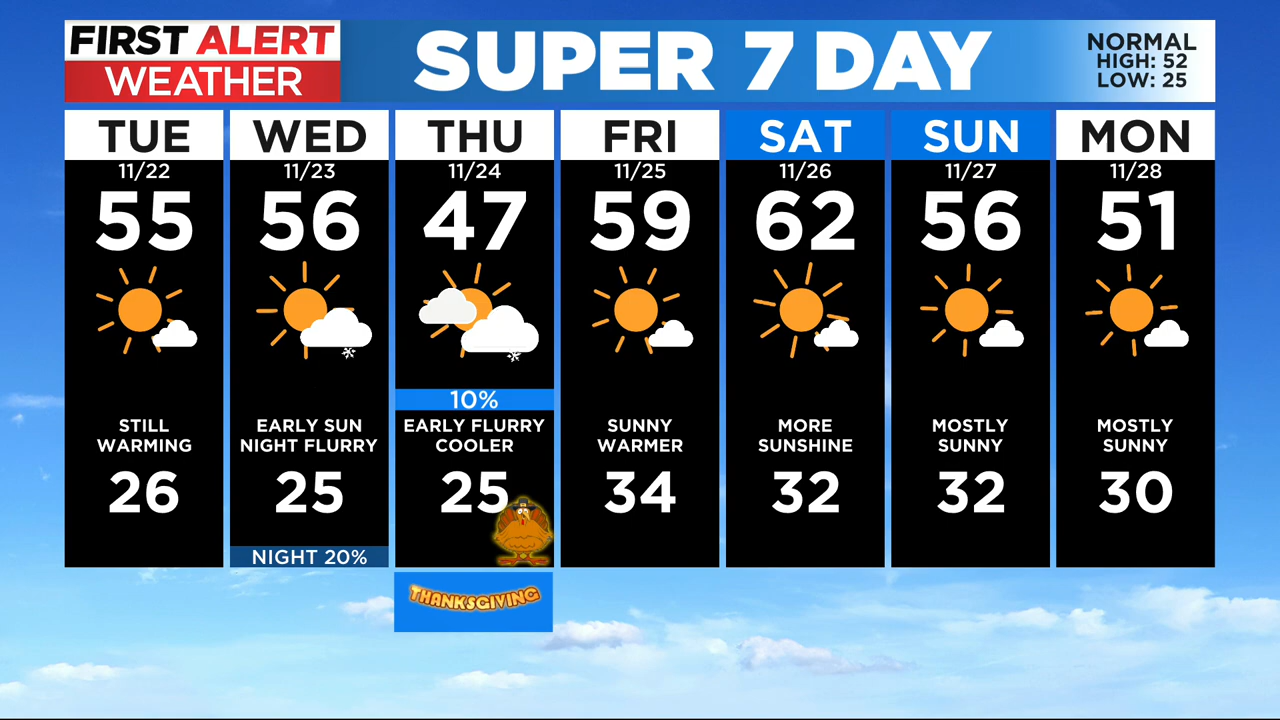 FIRST ALERT
WEATHER
SUPER 7 DAY
NORMAL
HIGH: 52
LOW: 25
TUE
11/22
55
STILL
WARMING
26
WED
11/23
56
EARLY SUN
NIGHT FLURRY
25
NIGHT 20%
THU
11/24
47
10%
EARLY FLURRY
COOLER
25
THANKSGIVING
FRI
11/25
59
SUNNY
WARMER
34
SAT
11/26
62
MORE
SUNSHINE
32
SUN
11/27
56
MOSTLY
SUNNY
32
MON
11/28
51
MOSTLY
SUNNY
30